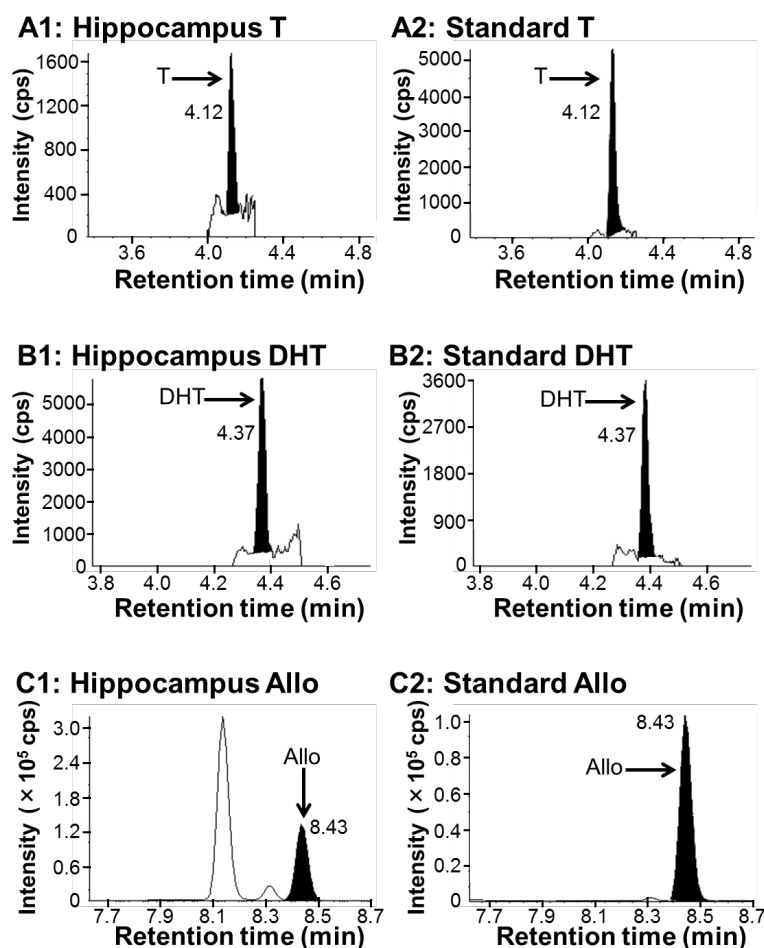 A1: Hippocampus T
Intensity (cps)
1600
1200
800
400
0
T
4.12
3.6 4.0 4.4 4.8
Retention time (min)
A2: Standard T
Intensity (cps)
5000
4000
3000
2000
1000
0
T
4.12
3.6 4.0 4.4 4.8
Retention time (min)
B1: Hippocampus DHT
Intensity (cps)
5000
4000
3000
2000
1000
0
DHT
4.37
3.8 4.0 4.2 4.4 4.6
Retention time (min)
B2: Standard DHT
Intensity (cps)
3600
2700
1800
900
0
DHT
4.37
3.8 4.0 4.2 4.4 4.6
Retention time (min)
C1: Hippocampus Allo
Intensity (× 10⁵ cps)
3.0
2.4
1.8
1.2
0.6
0
Allo
8.43
7.7 7.9 8.1 8.3 8.5 8.7
Retention time (min)
C2: Standard Allo
Intensity (× 10⁵ cps)
1.0
0.8
0.6
0.4
0.2
0
8.43
Allo
7.7 7.9 8.1 8.3 8.5 8.7
Retention time (min)